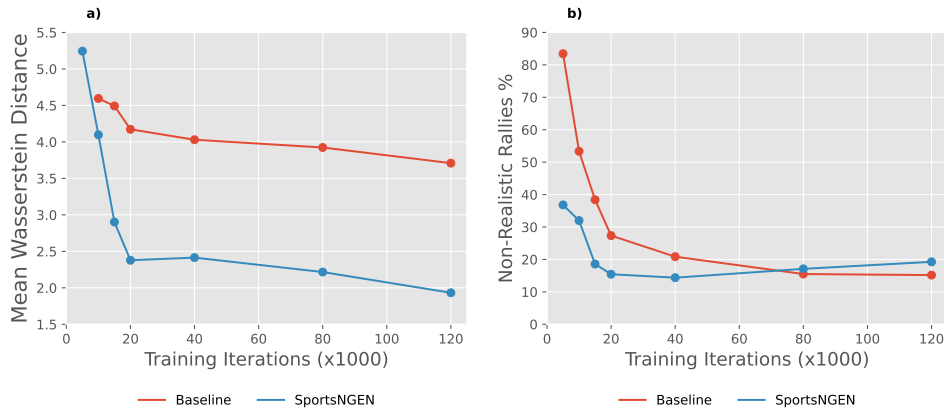 a)
Mean Wasserstein Distance
5.5
5.0
4.5
4.0
3.5
3.0
2.5
2.0
1.5
0 20 40 60 80 100 120
Training Iterations (x1000)
Baseline SportsNGEN
b)
Non-Realistic Rallies %
90
80
70
60
50
40
30
20
10
0
0 20 40 60 80 100 120
Training Iterations (x1000)
Baseline SportsNGEN